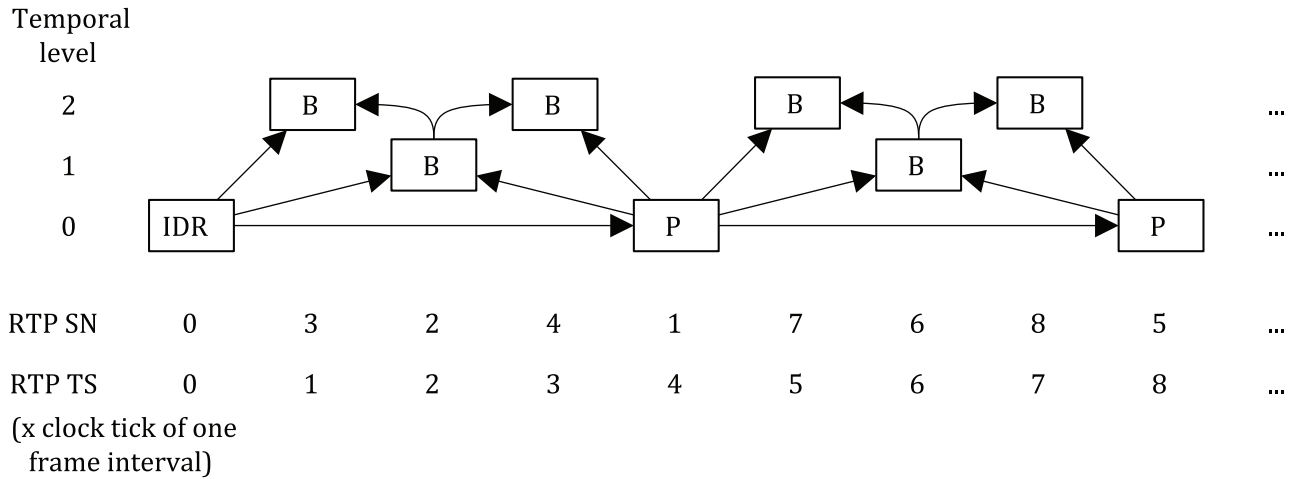 Temporal
level
2 B B B B ...
1 B B ...
0 IDR P P ...
RTP SN 0 3 2 4 1 7 6 8 5 ...
RTP TS 0 1 2 3 4 5 6 7 8 ...
(x clock tick of one
frame interval)